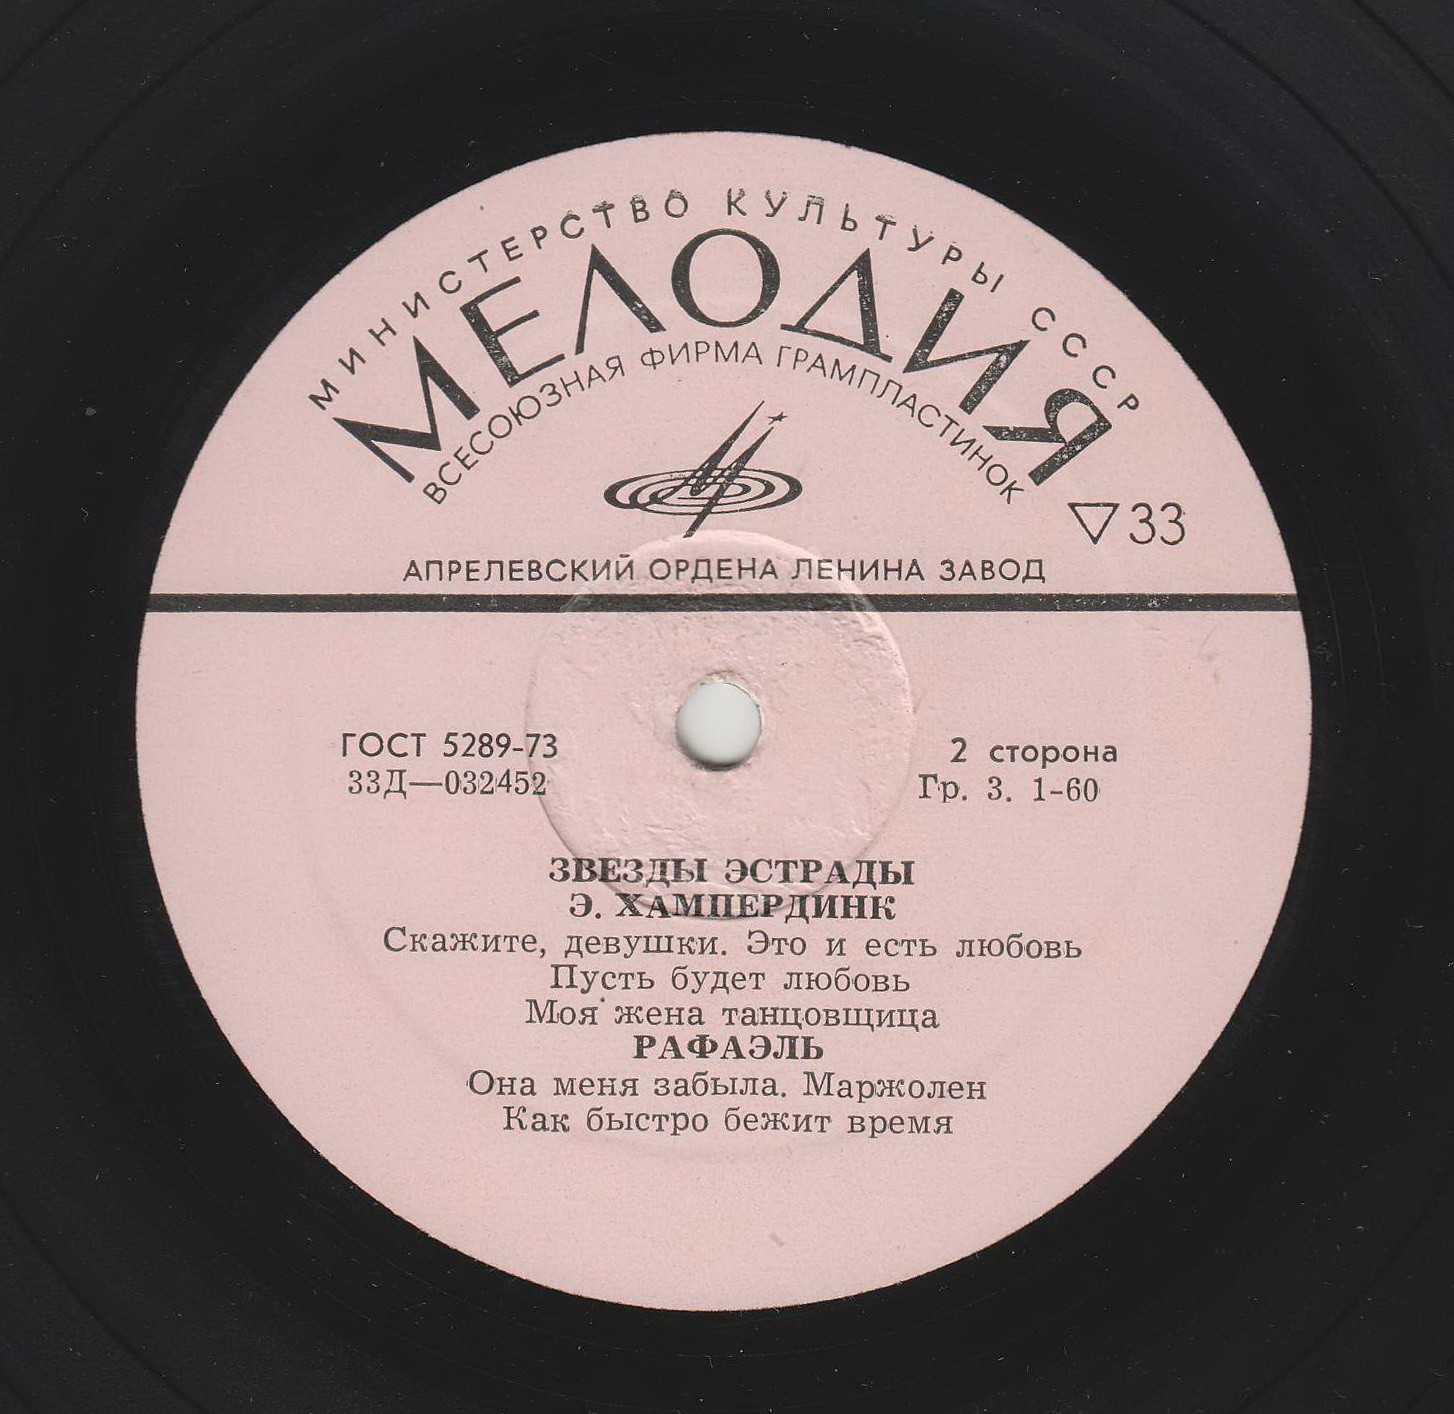 МИНИСТЕРСТВО КУЛЬТУРЫ СССР
МЕЛОДИЯ
ВСЕСОЮЗНАЯ ФИРМА ГРАМПЛАСТИНОК
33
АПРЕЛЕВСКИЙ ОРДЕНА ЛЕНИНА ЗАВОД
ГОСТ 5289-73
33Д—032452
2 сторона
Гр. 3. 1-60
ЗВЕЗДЫ ЭСТРАДЫ
Э. ХАМПЕРДИНК
Скажите, девушки. Это и есть любовь
Пусть будет любовь
Моя жена танцовщица
РАФАЭЛЬ
Она меня забыла. Маржолен
Как быстро бежит время